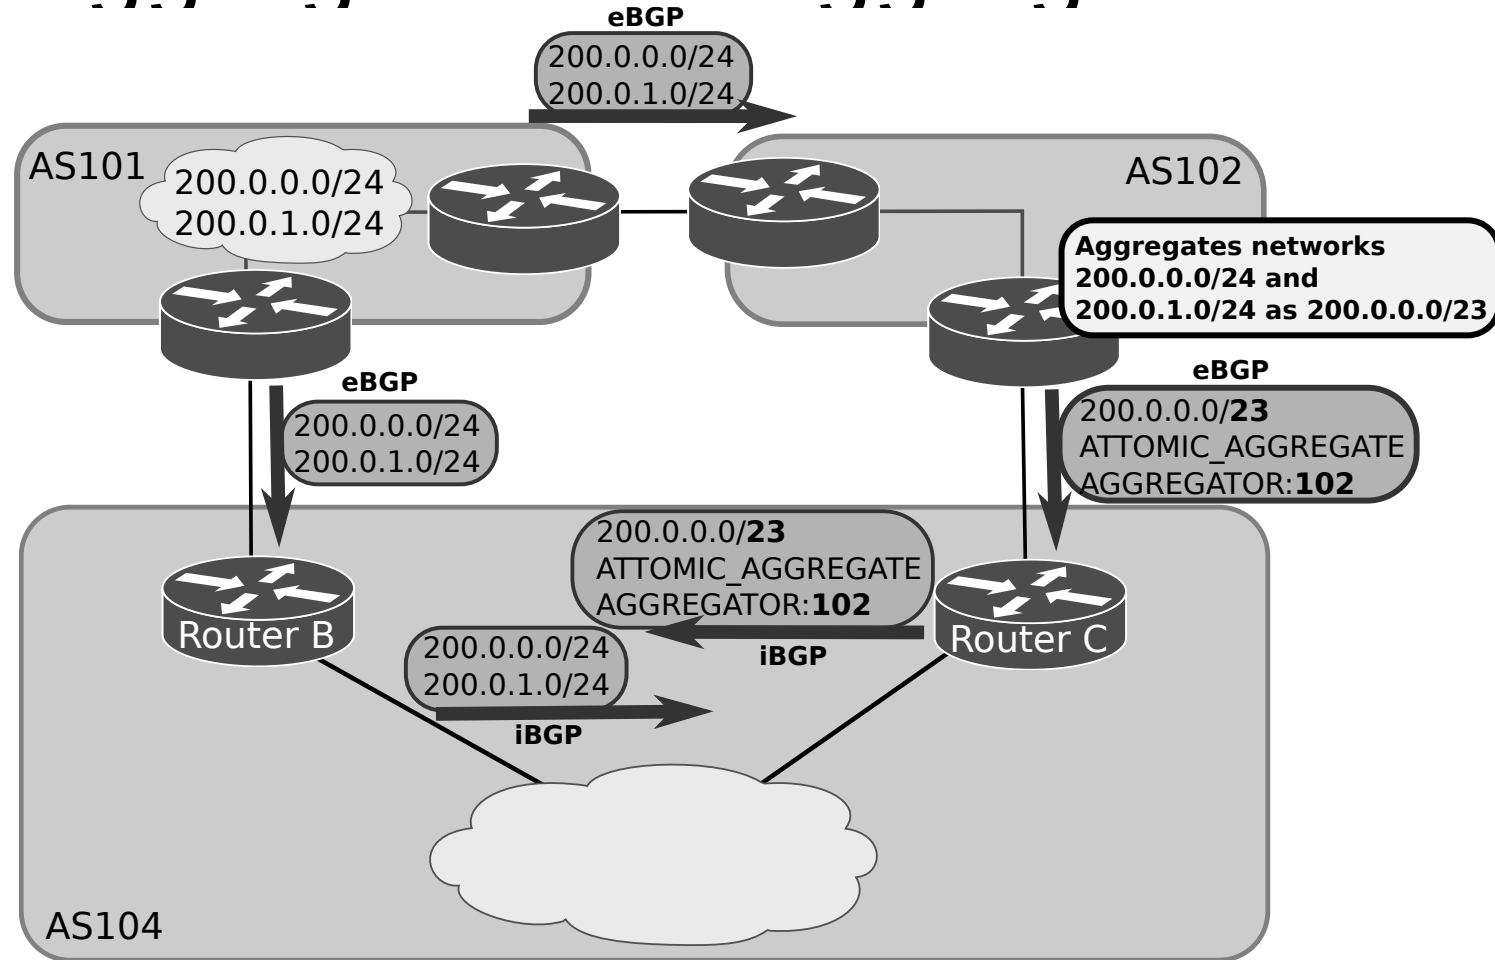 eBGP
200.0.0.0/24
200.0.1.0/24
AS101
200.0.0.0/24
200.0.1.0/24
AS102
Aggregates networks
200.0.0.0/24 and
200.0.1.0/24 as 200.0.0.0/23
eBGP
200.0.0.0/24
200.0.1.0/24
eBGP
200.0.0.0/23
ATTOMIC_AGGREGATE
AGGREGATOR:102
200.0.0.0/23
ATTOMIC_AGGREGATE
AGGREGATOR:102
iBGP
Router B
Router C
200.0.0.0/24
200.0.1.0/24
iBGP
AS104